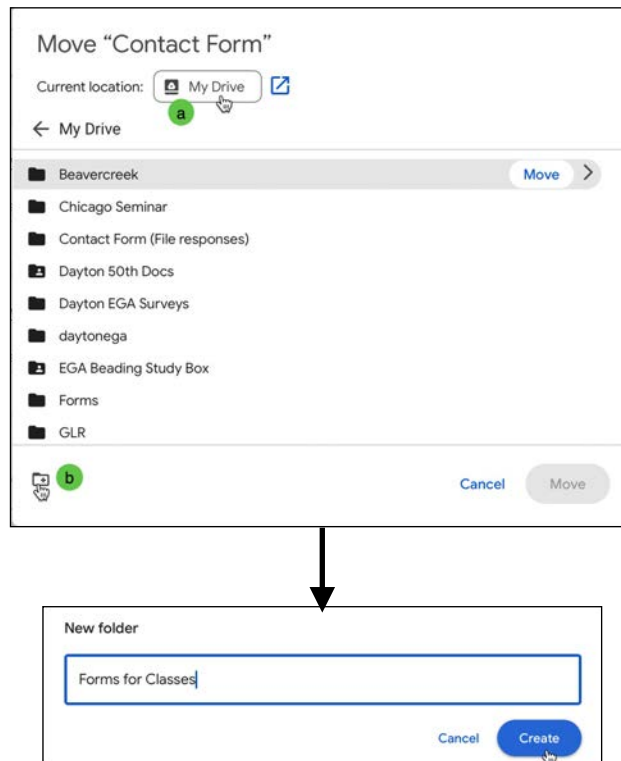 Move “Contact Form”
Current location: My Drive
a
My Drive
Beavercreek Move
Chicago Seminar
Contact Form (File responses)
Dayton 50th Docs
Dayton EGA Surveys
daytonega
EGA Beading Study Box
Forms
GLR
b Cancel Move
New folder
Forms for Classes
Cancel Create